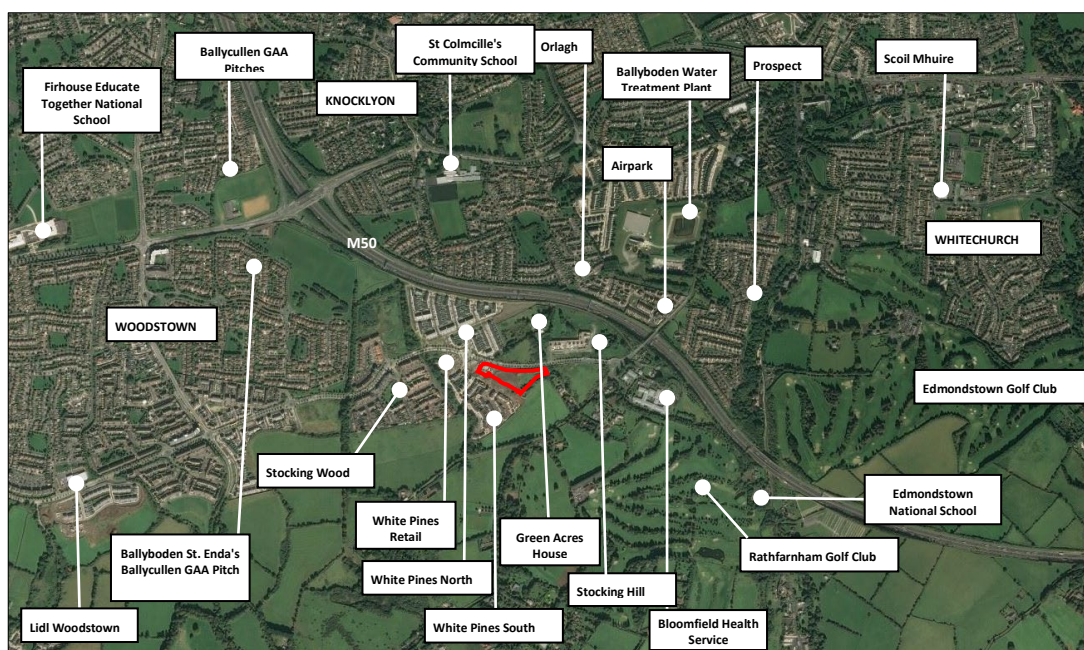 Ballycullen GAA
Pitches
St Colmcille's
Community School
Orlagh
Ballyboden Water
Treatment Plant
Prospect
Scoil Mhuire
Firhouse Educate
Together National
School
KNOCKLYON
Airpark
WHITECHURCH
M50
WOODSTOWN
Edmondstown Golf Club
Stocking Wood
White Pines
Retail
Green Acres
House
Edmondstown
National School
Ballyboden St. Enda's
Ballycullen GAA Pitch
White Pines North
Stocking Hill
Rathfarnham Golf Club
Lidl Woodstown
White Pines South
Bloomfield Health
Service